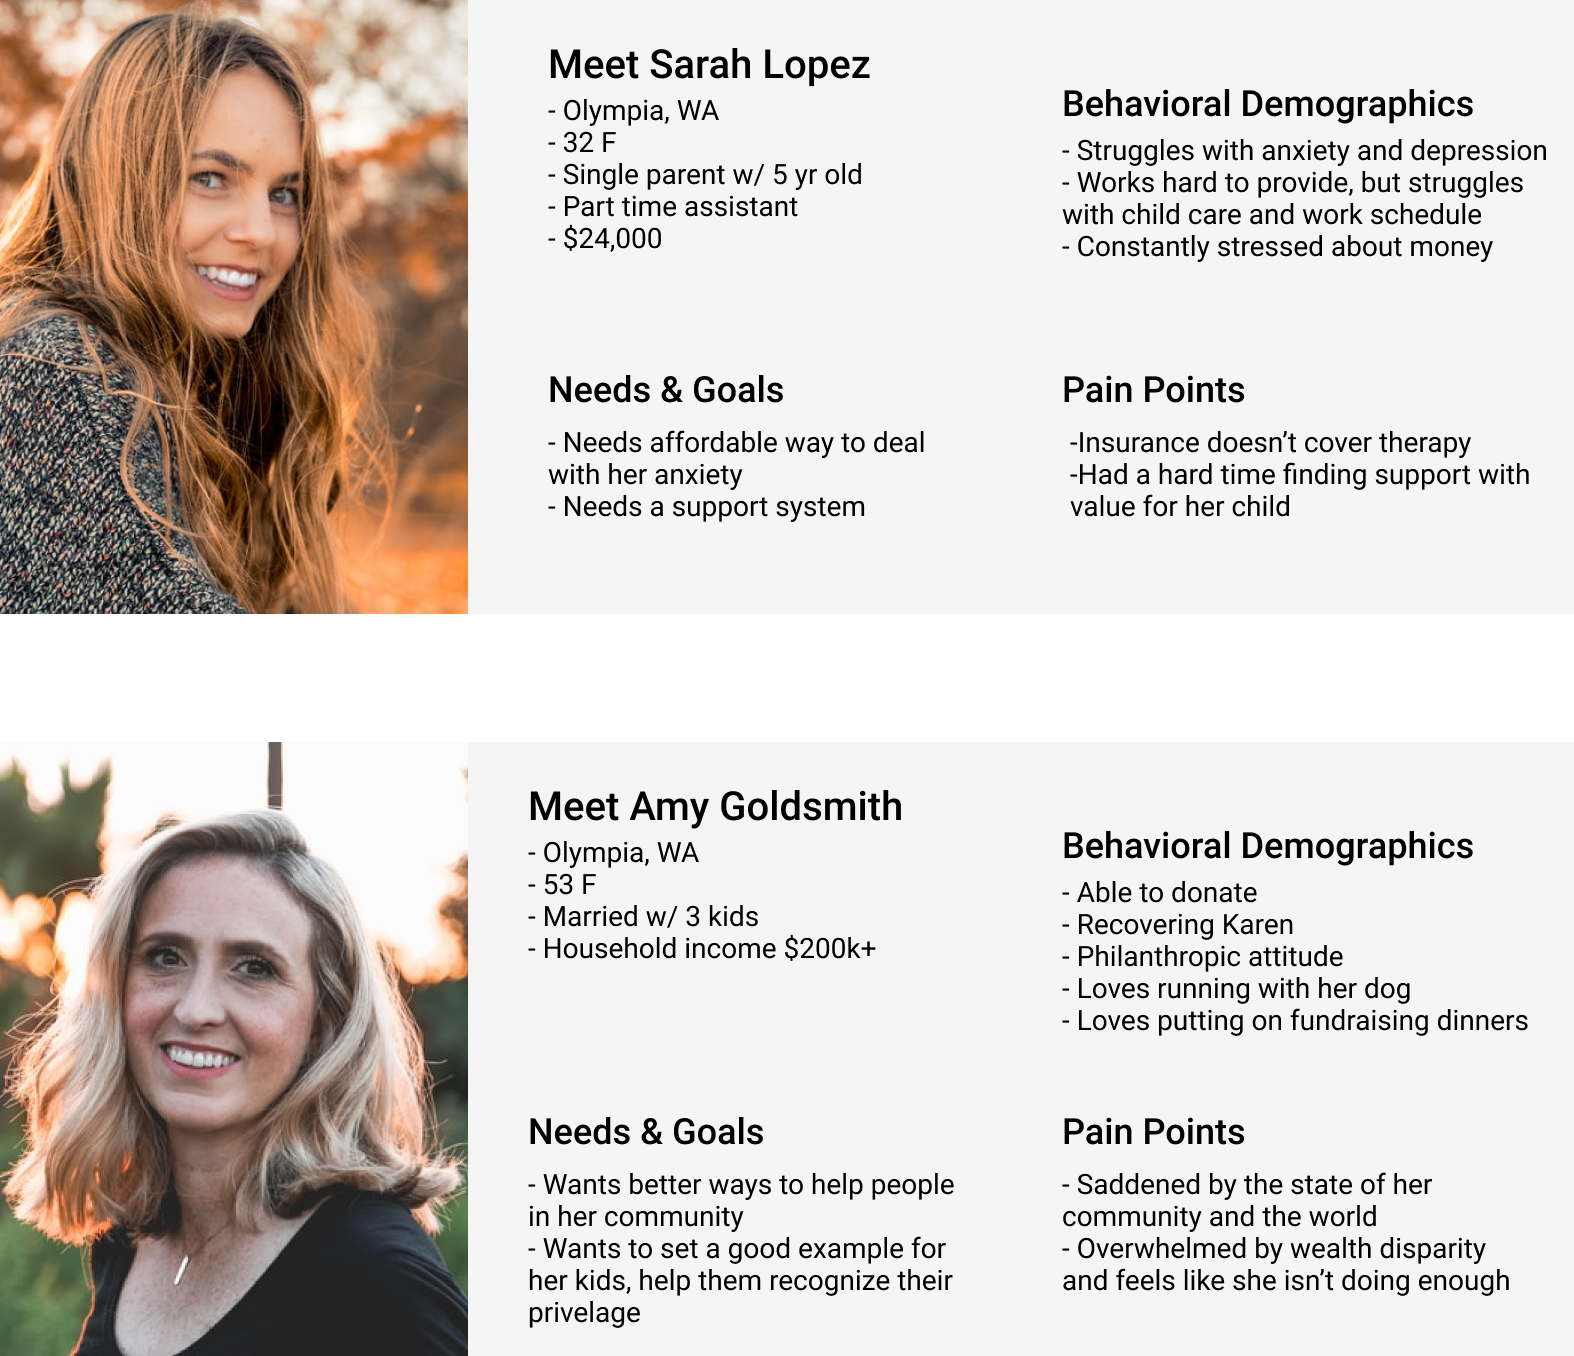 Meet Sarah Lopez
- Olympia, WA
- 32 F
- Single parent w/ 5 yr old
- Part time assistant
- $24,000
Behavioral Demographics
- Struggles with anxiety and depression
- Works hard to provide, but struggles
with child care and work schedule
- Constantly stressed about money
Needs & Goals
- Needs affordable way to deal
with her anxiety
- Needs a support system
Pain Points
-Insurance doesn’t cover therapy
-Had a hard time finding support with
value for her child
Meet Amy Goldsmith
- Olympia, WA
- 53 F
- Married w/ 3 kids
- Household income $200k+
Behavioral Demographics
- Able to donate
- Recovering Karen
- Philanthropic attitude
- Loves running with her dog
- Loves putting on fundraising dinners
Needs & Goals
- Wants better ways to help people
in her community
- Wants to set a good example for
her kids, help them recognize their
privelage
Pain Points
- Saddened by the state of her
community and the world
- Overwhelmed by wealth disparity
and feels like she isn’t doing enough